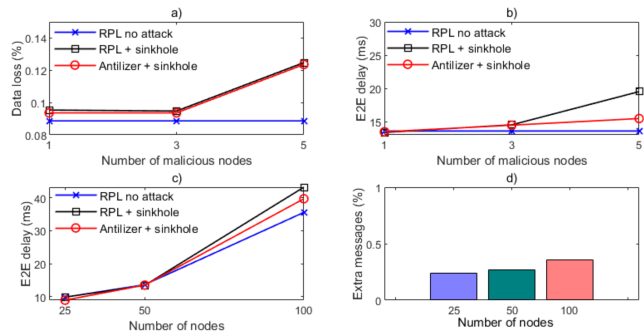 a)
0.14
0.12
0.1
0.08
Data loss (%)
RPL no attack
RPL + sinkhole
Antilizer + sinkhole
1
3
5
Number of malicious nodes
b)
30
25
20
15
E2E delay (ms)
RPL no attack
RPL + sinkhole
Antilizer + sinkhole
1
3
5
Number of malicious nodes
c)
40
30
20
10
E2E delay (ms)
RPL no attack
RPL + sinkhole
Antilizer + sinkhole
25
50
100
Number of nodes
d)
1
0.5
0
Extra messages (%)
25
50
100
Number of nodes